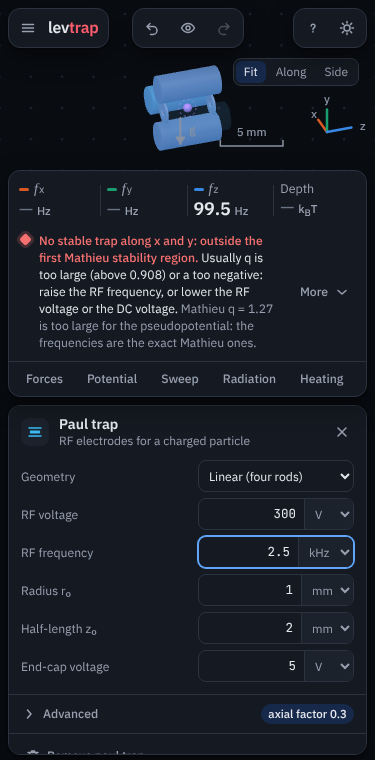 levtrap
?
Fit Along Side
5 mm
y
x
z
g
fx fy fz Depth
— Hz — Hz 99.5 Hz — kBT
No stable trap along x and y: outside the
first Mathieu stability region. Usually q is
too large (above 0.908) or a too negative:
raise the RF frequency, or lower the RF
voltage or the DC voltage. Mathieu q = 1.27
is too large for the pseudopotential: the
frequencies are the exact Mathieu ones.
More
Forces Potential Sweep Radiation Heating
Paul trap
RF electrodes for a charged particle
Geometry Linear (four rods)
RF voltage 300 V
RF frequency 2.5 kHz
Radius r₀ 1 mm
Half-length z₀ 2 mm
End-cap voltage 5 V
Advanced axial factor 0.3